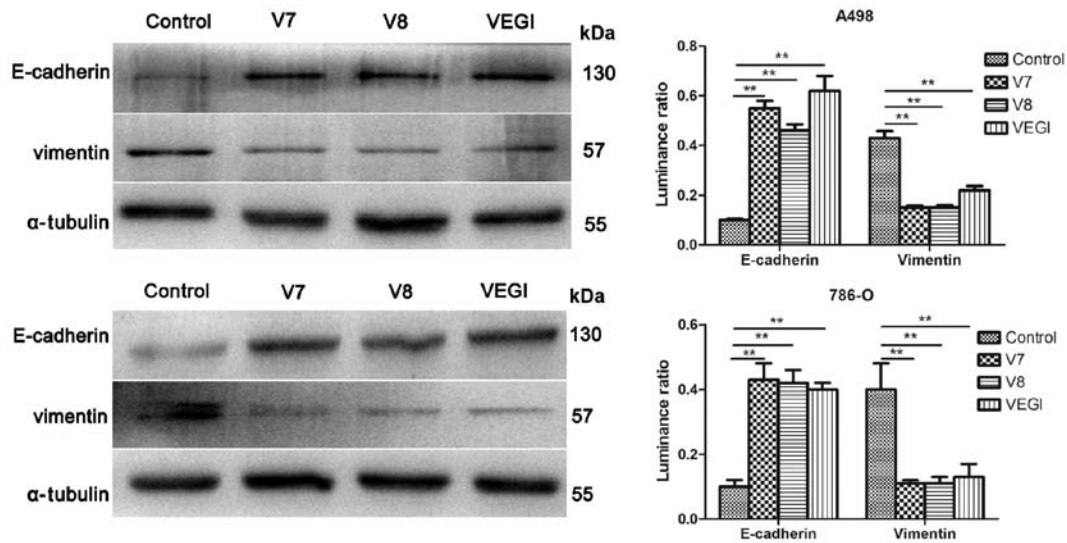 Control V7 V8 VEGI kDa
E-cadherin 130
vimentin 57
α-tubulin 55
A498
Luminance ratio
0.8
0.6
0.4
0.2
0.0
** ** ** ** ** **
E-cadherin Vimentin
Control
V7
V8
VEGI
Control V7 V8 VEGI kDa
E-cadherin 130
vimentin 57
α-tubulin 55
786-O
Luminance ratio
0.6
0.4
0.2
0.0
** ** ** ** ** **
E-cadherin Vimentin
Control
V7
V8
VEGI